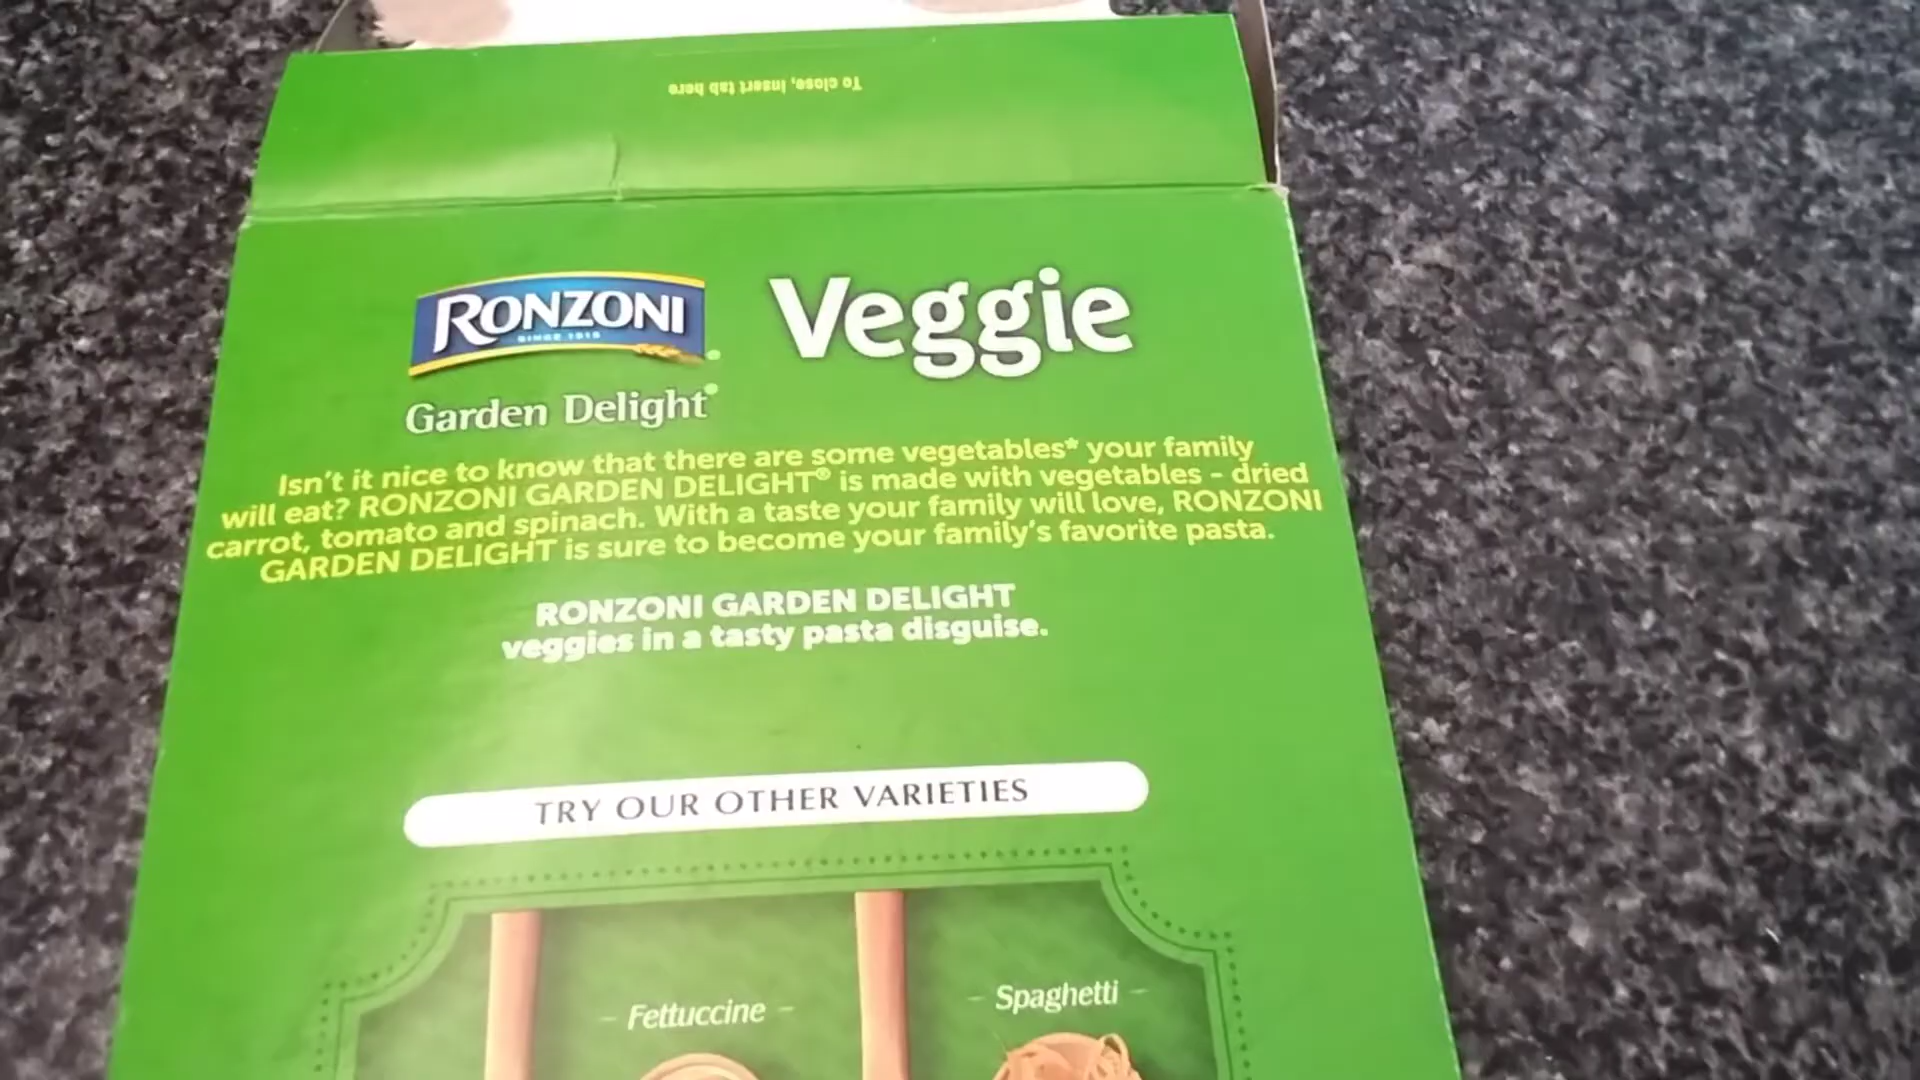 To close, insert tab here
RONZONI
SINCE 1915
Veggie
Garden Delight
Isn't it nice to know that there are some vegetables* your family
will eat? RONZONI GARDEN DELIGHT® is made with vegetables - dried
carrot, tomato and spinach. With a taste your family will love, RONZONI
GARDEN DELIGHT is sure to become your family's favorite pasta.
RONZONI GARDEN DELIGHT
veggies in a tasty pasta disguise.
TRY OUR OTHER VARIETIES
- Fettuccine -
- Spaghetti -